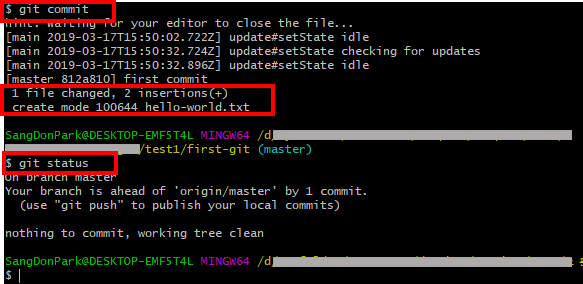 $ git commit
hint: Waiting for your editor to close the file...
[main 2019-03-17T15:50:02.722Z] update#setState idle
[main 2019-03-17T15:50:32.724Z] update#setState checking for updates
[main 2019-03-17T15:50:32.896Z] update#setState idle
[master 812a810] first commit
1 file changed, 2 insertions(+)
create mode 100644 hello-world.txt
SangDonPark@DESKTOP-EMF5T4L MINGW64 /d
/test1/first-git (master)
$ git status
On branch master
Your branch is ahead of 'origin/master' by 1 commit.
(use "git push" to publish your local commits)
nothing to commit, working tree clean
SangDonPark@DESKTOP-EMF5T4L MINGW64 /d
$